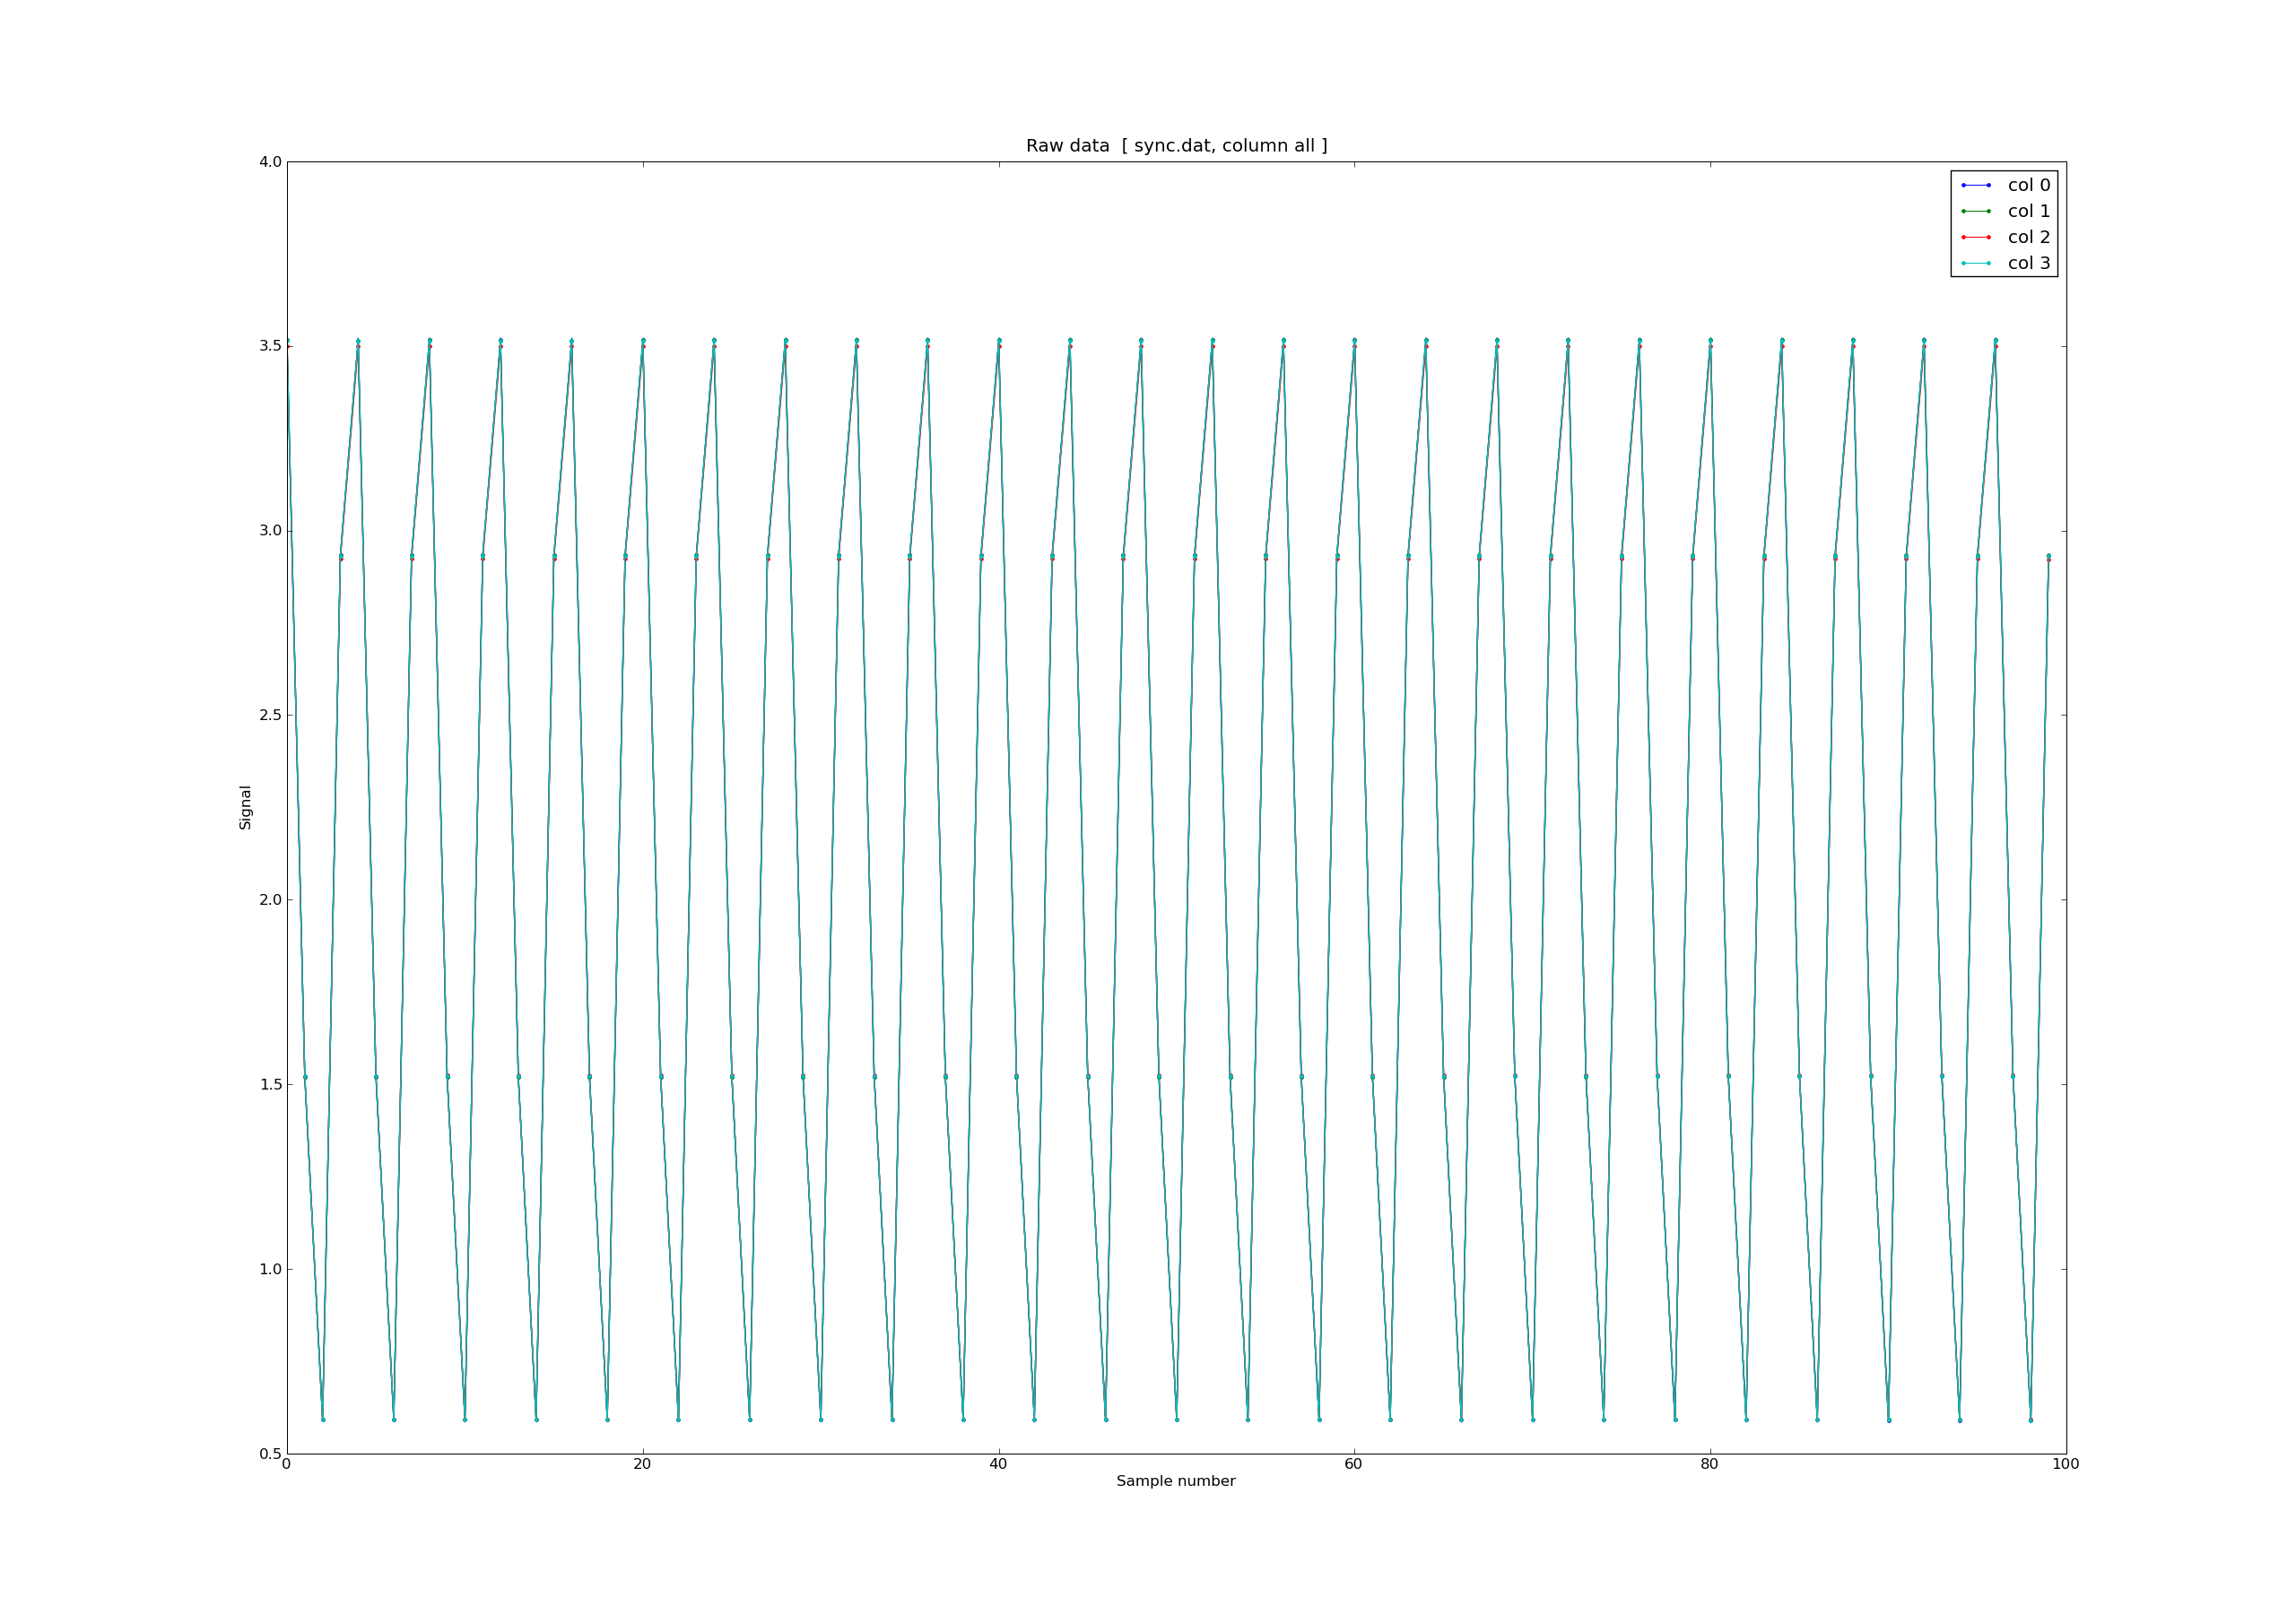 Raw data  [ sync.dat, column all ]
4.0
3.5
3.0
2.5
2.0
1.5
1.0
0.5
Signal
col 0
col 1
col 2
col 3
0 20 40 60 80 100
Sample number